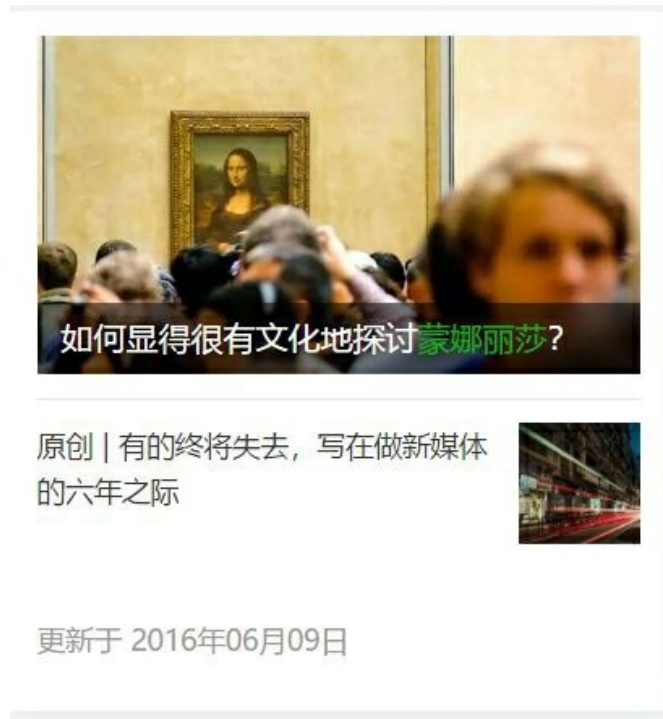 如何显得很有文化地探讨蒙娜丽莎?
原创 | 有的终将失去，写在做新媒体
的六年之际
更新于 2016年06月09日